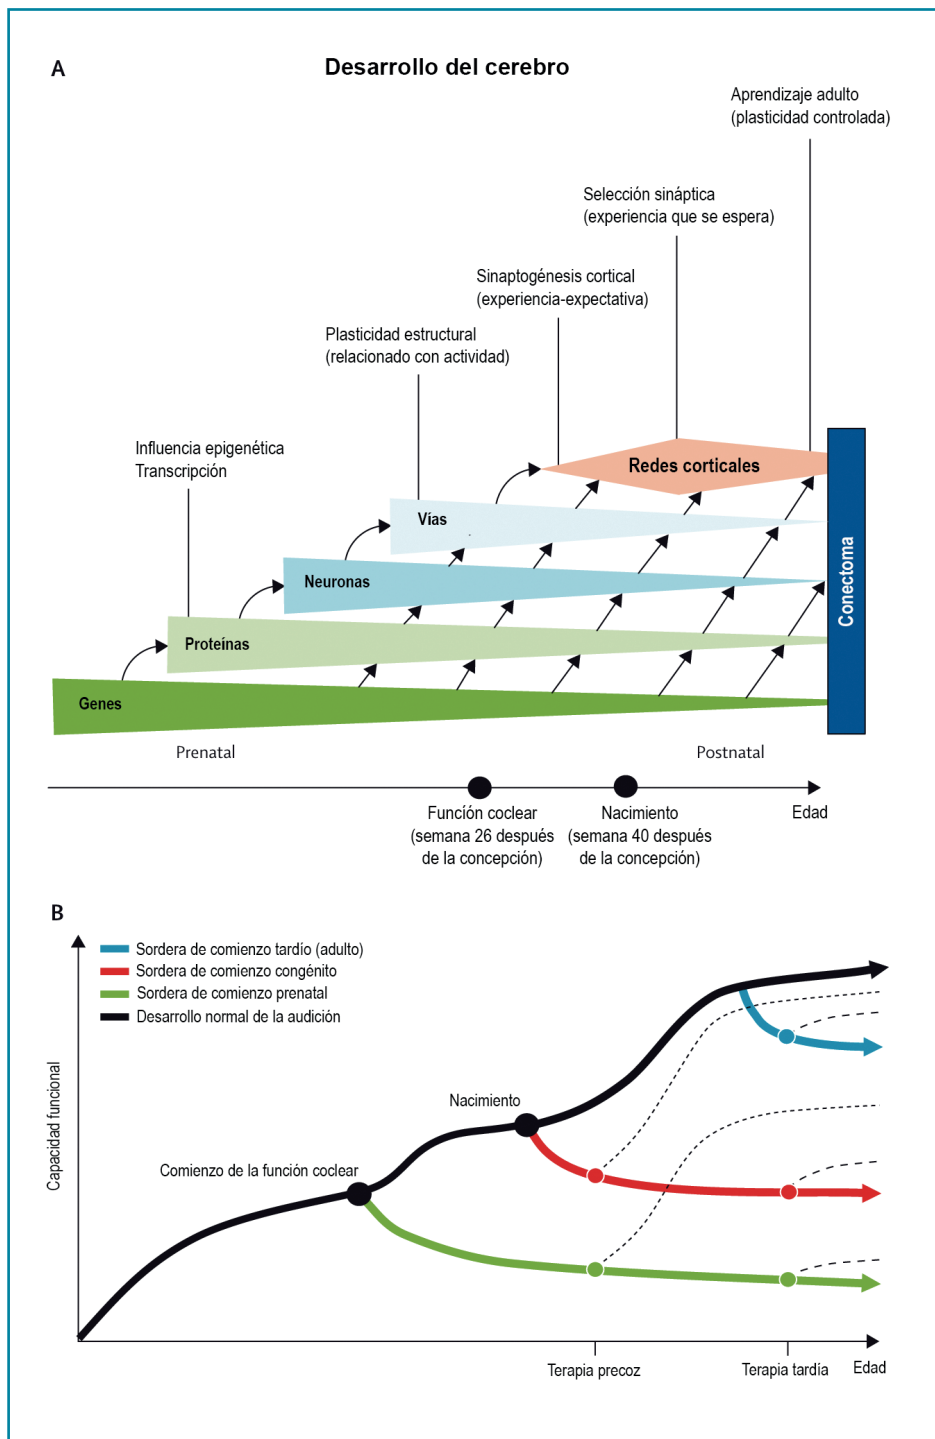 A
Desarrollo del cerebro
Aprendizaje adulto
(plasticidad controlada)
Selección sináptica
(experiencia que se espera)
Sinaptogénesis cortical
(experiencia-expectativa)
Plasticidad estructural
(relacionado con actividad)
Influencia epigenética
Transcripción
Redes corticales
Vías
Neuronas
Proteínas
Genes
Conectoma
Prenatal
Postnatal
Función coclear
(semana 26 después
de la concepción)
Nacimiento
(semana 40 después
de la concepción)
Edad
B
Sordera de comienzo tardío (adulto)
Sordera de comienzo congénito
Sordera de comienzo prenatal
Desarrollo normal de la audición
Capacidad funcional
Nacimiento
Comienzo de la función coclear
Terapia precoz
Terapia tardía
Edad